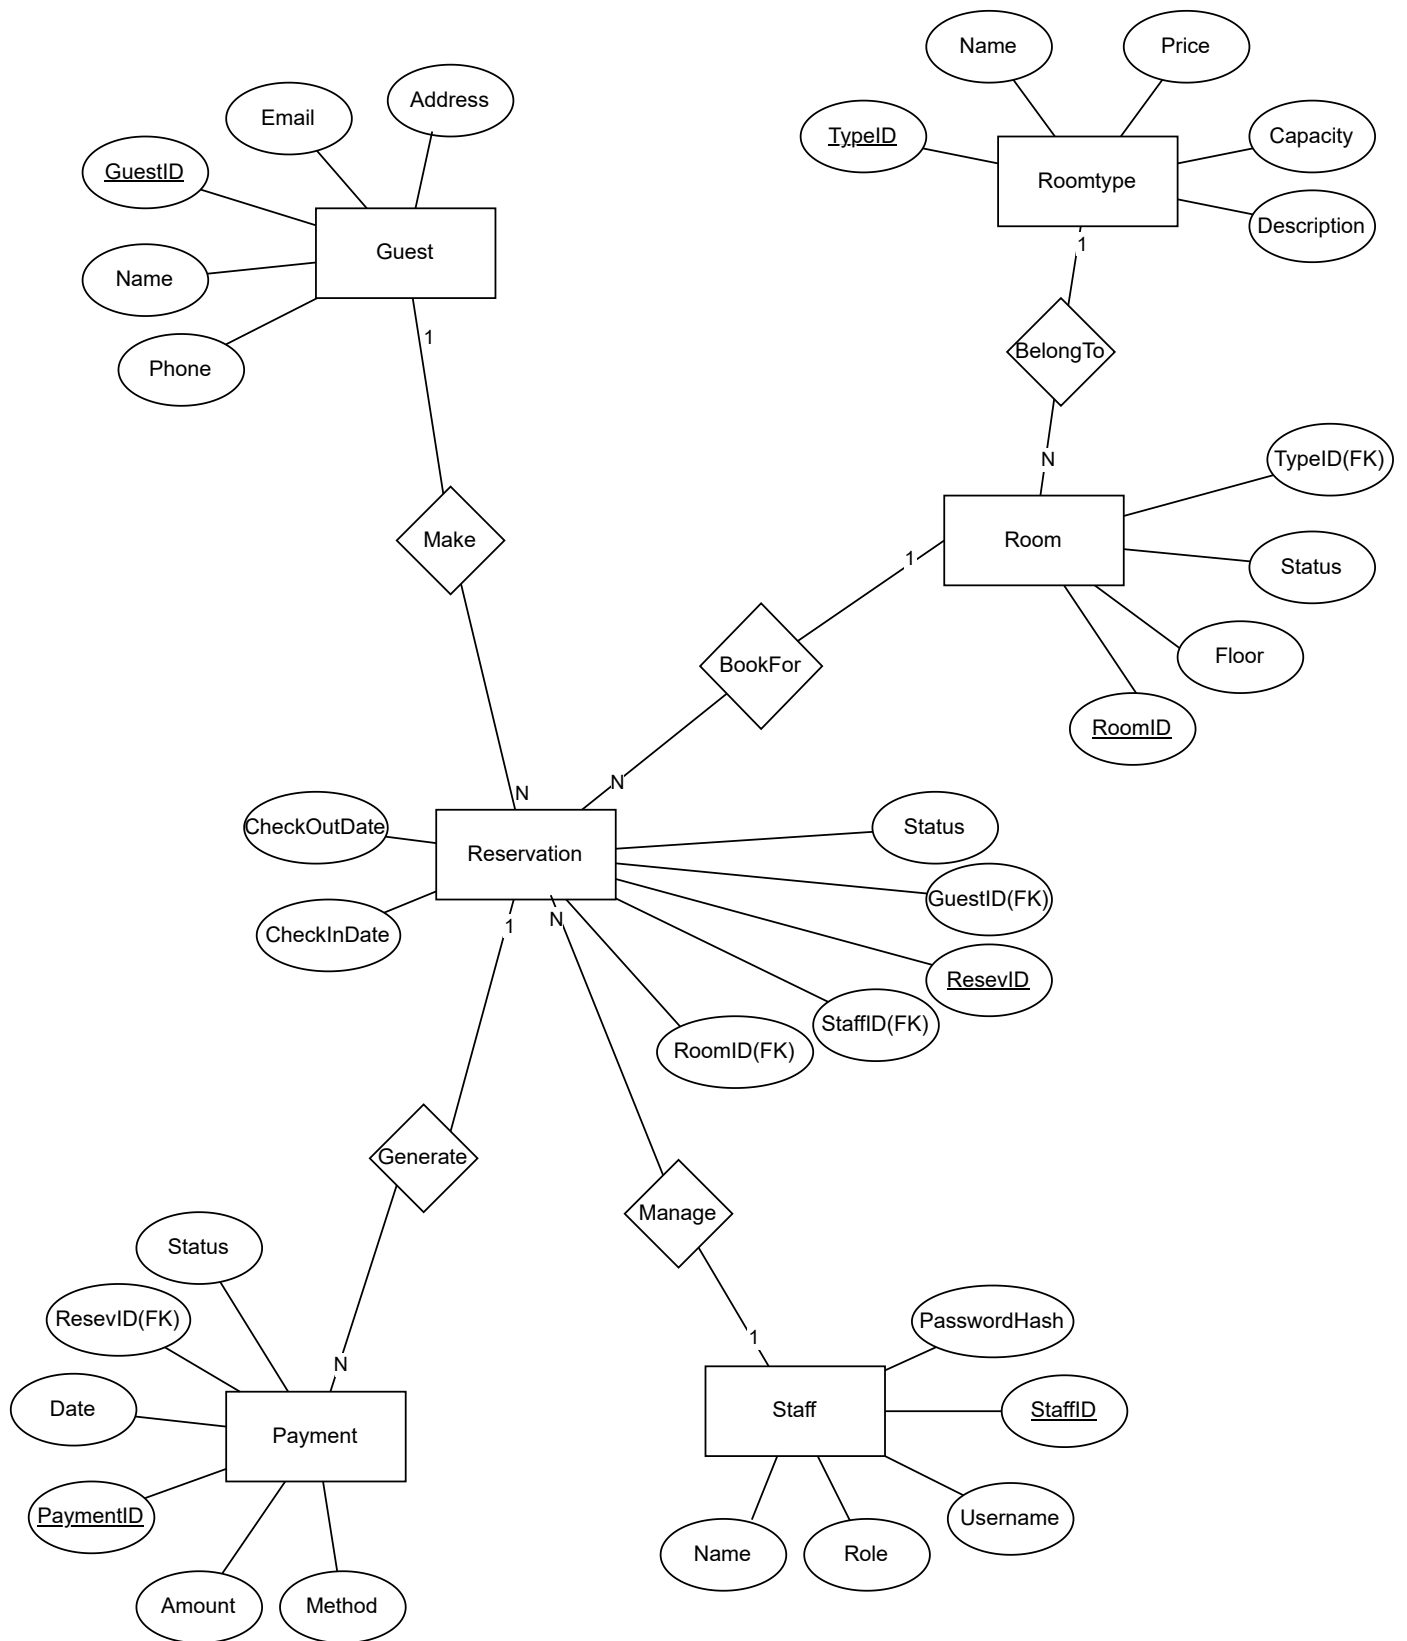 Name
Price
Address
Email
TypeID
Capacity
GuestID
Roomtype
Description
Guest
1
Name
1
BelongTo
Phone
N
TypeID(FK)
Make
Room
1
Status
BookFor
Floor
RoomID
N
N
CheckOutDate
Reservation
Status
GuestID(FK)
CheckInDate
1
N
ResevID
StaffID(FK)
RoomID(FK)
Generate
Manage
Status
ResevID(FK)
PasswordHash
1
N
Date
Staff
StaffID
Payment
PaymentID
Username
Name
Role
Amount
Method